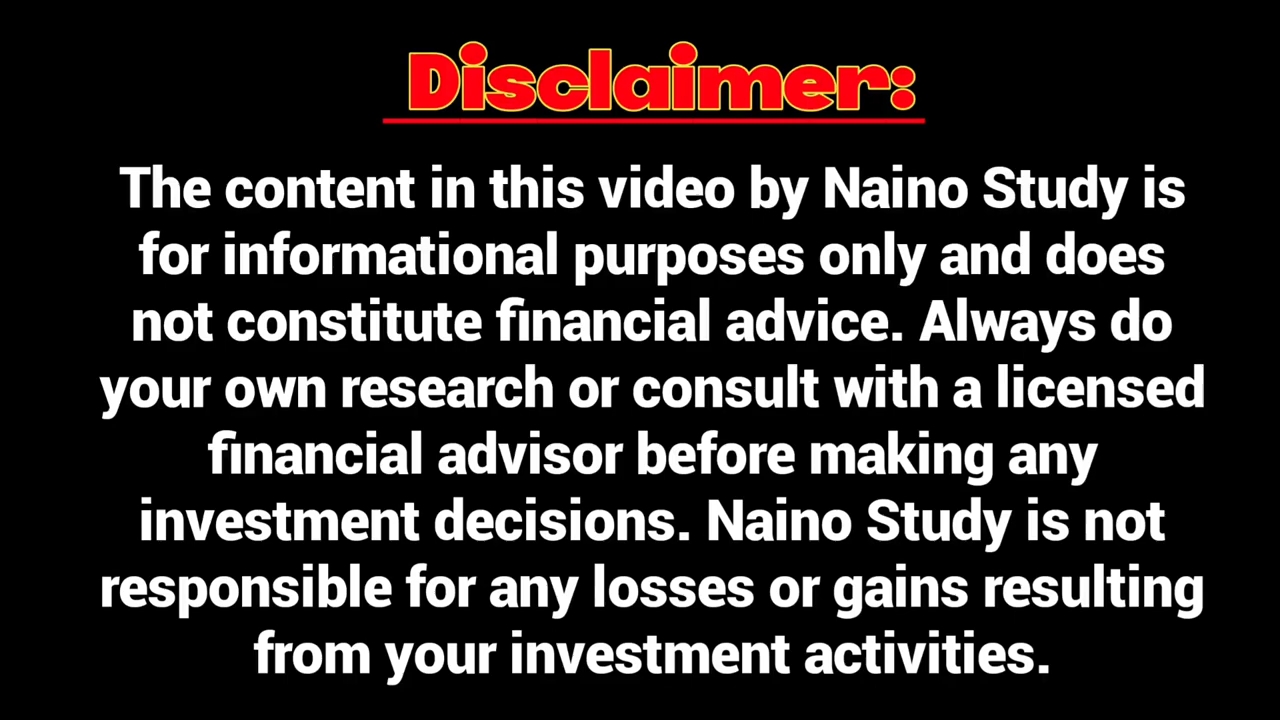 Disclaimer:
The content in this video by Naino Study is
for informational purposes only and does
not constitute financial advice. Always do
your own research or consult with a licensed
financial advisor before making any
investment decisions. Naino Study is not
responsible for any losses or gains resulting
from your investment activities.